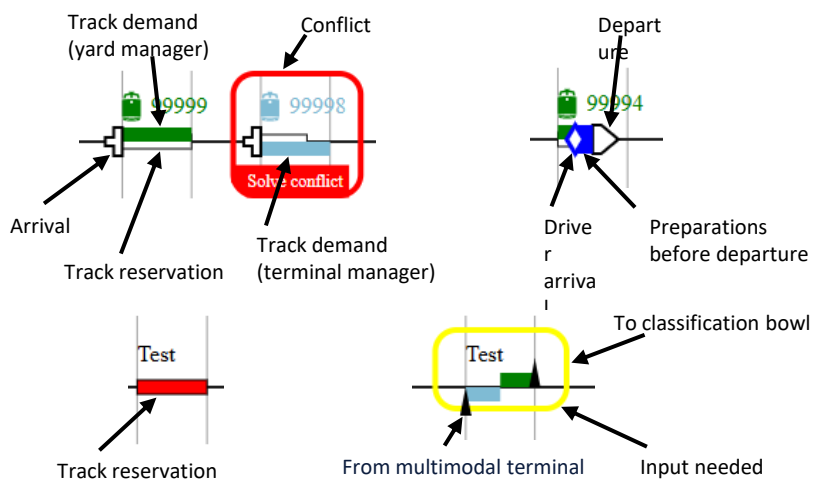 Track demand
(yard manager)
Conflict
Depart
ure
99999
99998
99994
Solve conflict
Arrival
Track reservation
Track demand
(terminal manager)
Drive
r
arriva
l
Preparations
before departure
To classification bowl
Test
Test
Track reservation
From multimodal terminal
Input needed